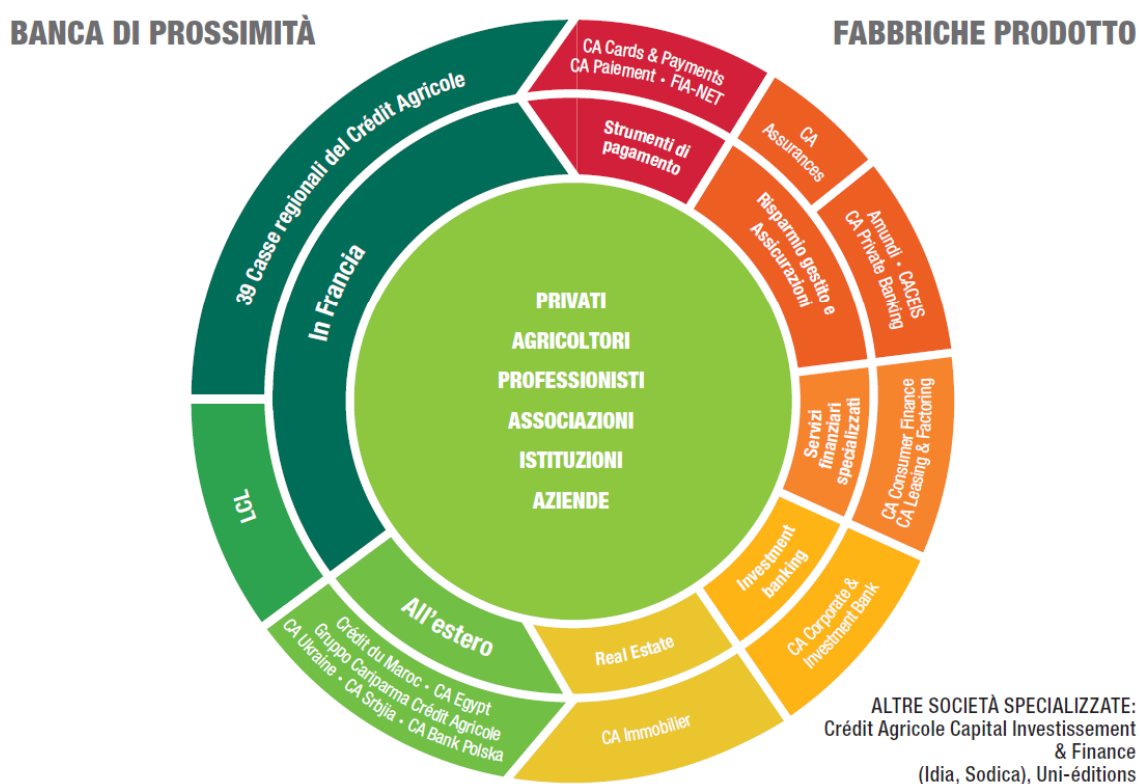 BANCA DI PROSSIMITÀ
FABBRICHE PRODOTTO
39 Casse regionali del Crédit Agricole
In Francia
LCL
All'estero
Crédit du Maroc • CA Egypt
Gruppo Cariparma Crédit Agricole
CA Ukraine • CA Srbjia • CA Bank Polska
CA Cards & Payments
CA Paiement • FIA-NET
Strumenti di
pagamento
CA
Assurances
Amundi • CACEIS
CA Private Banking
Risparmio gestito e
Assicurazioni
Servizi
finanziari
specializzati
CA Consumer Finance
CA Leasing & Factoring
Investment
banking
CA Corporate &
Investment Bank
Real Estate
CA Immobilier
PRIVATI
AGRICOLTORI
PROFESSIONISTI
ASSOCIAZIONI
ISTITUZIONI
AZIENDE
ALTRE SOCIETÀ SPECIALIZZATE:
Crédit Agricole Capital Investissement
& Finance
(Idia, Sodica), Uni-éditions